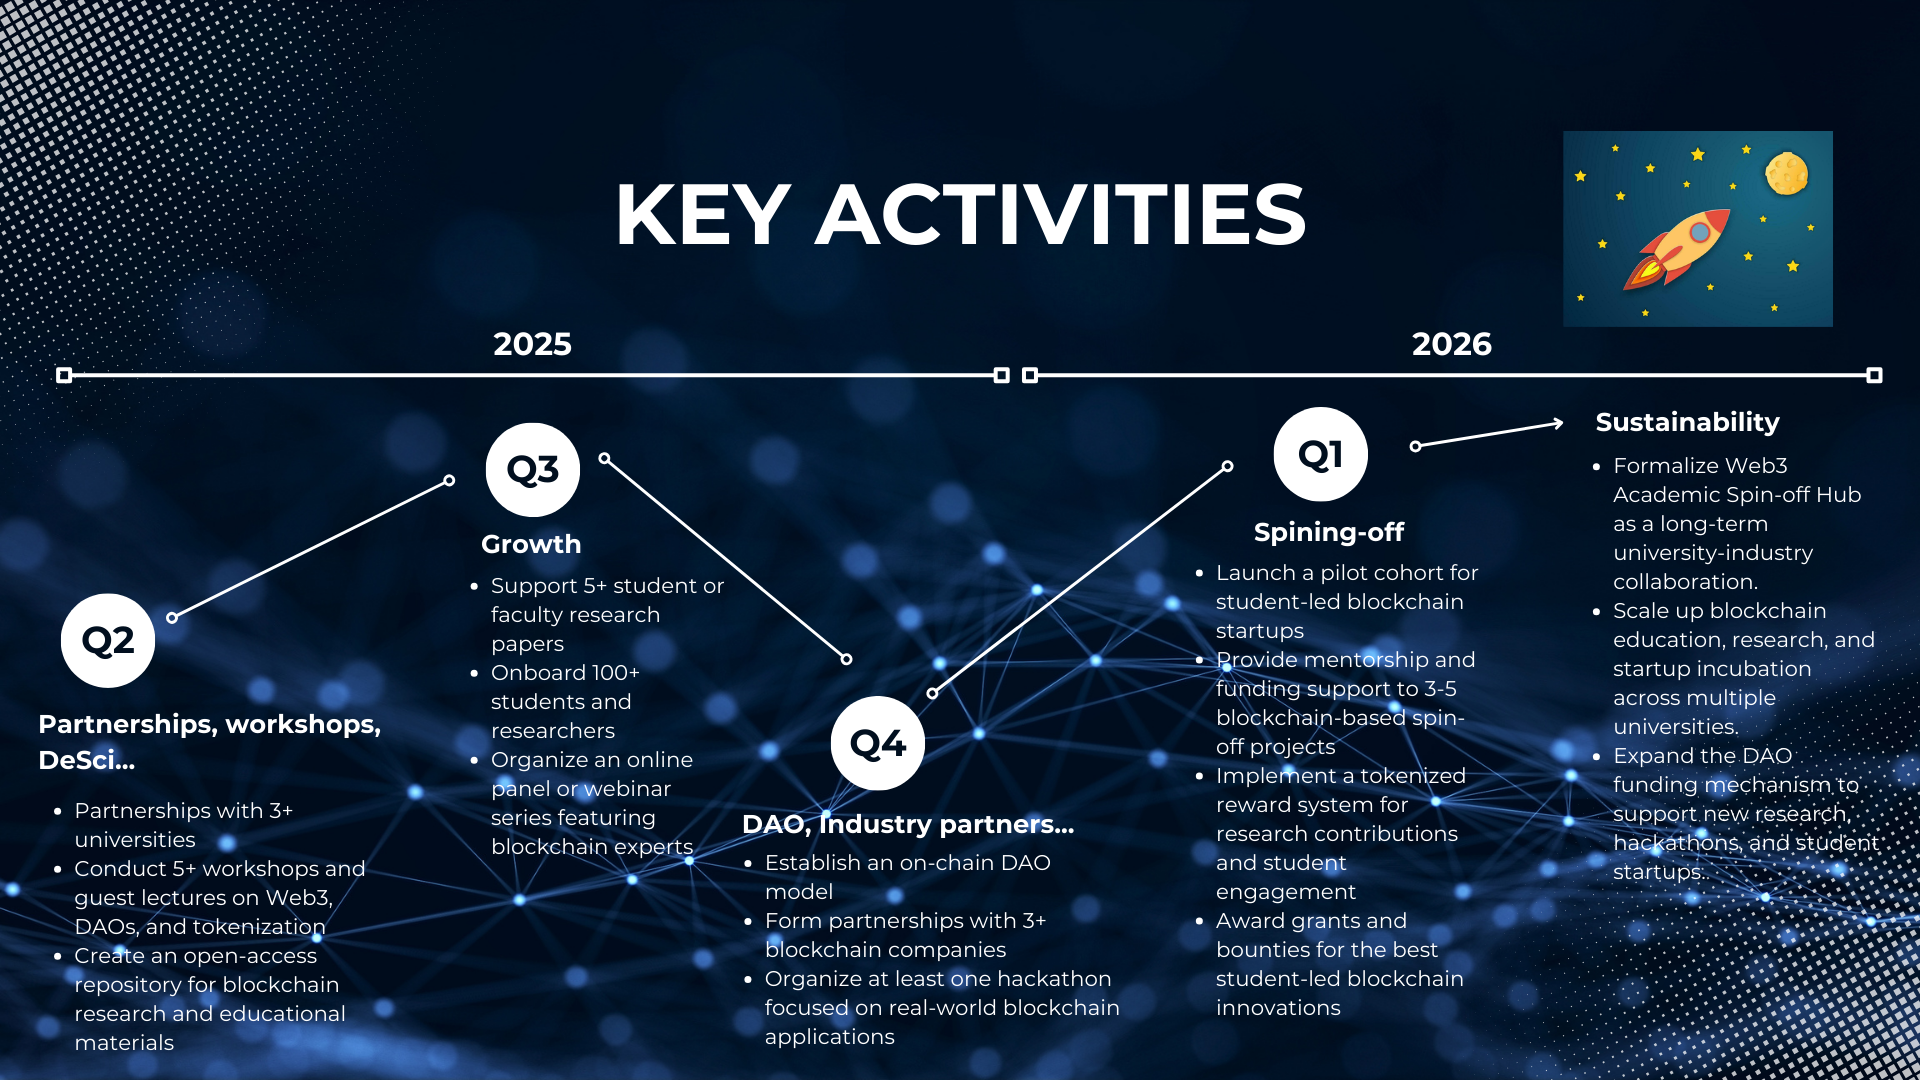 KEY ACTIVITIES
2025
2026
Q2
Partnerships, workshops,
DeSci...
• Partnerships with 3+
universities
• Conduct 5+ workshops and
guest lectures on Web3,
DAOs, and tokenization
• Create an open-access
repository for blockchain
research and educational
materials
Q3
Growth
• Support 5+ student or
faculty research
papers
• Onboard 100+
students and
researchers
• Organize an online
panel or webinar
series featuring
blockchain experts
Q4
DAO, industry partners...
• Establish an on-chain DAO
model
• Form partnerships with 3+
blockchain companies
• Organize at least one hackathon
focused on real-world blockchain
applications
Q1
Spining-off
• Launch a pilot cohort for
student-led blockchain
startups
• Provide mentorship and
funding support to 3-5
blockchain-based spin-
off projects
• Implement a tokenized
reward system for
research contributions
and student
engagement
• Award grants and
bounties for the best
student-led blockchain
innovations
Sustainability
• Formalize Web3
Academic Spin-off Hub
as a long-term
university-industry
collaboration.
• Scale up blockchain
education, research, and
startup incubation
across multiple
universities.
• Expand the DAO
funding mechanism to
support new research,
hackathons, and student
startups..